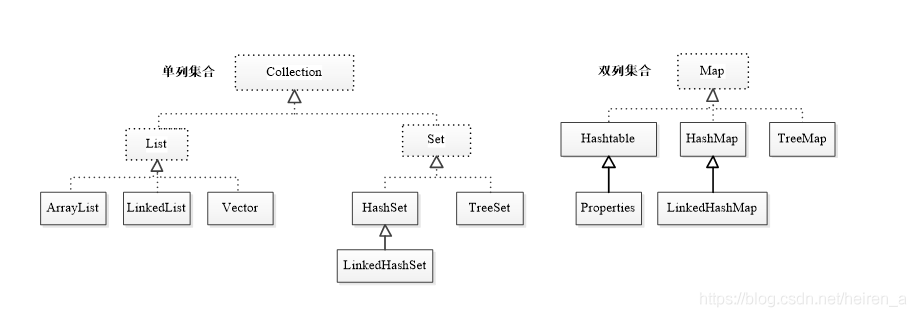 单列集合
Collection
双列集合
Map
List
Set
Hashtable
HashMap
TreeMap
ArrayList
LinkedList
Vector
HashSet
TreeSet
Properties
LinkedHashMap
LinkedHashSet
https://blog.csdn.net/heiren_a